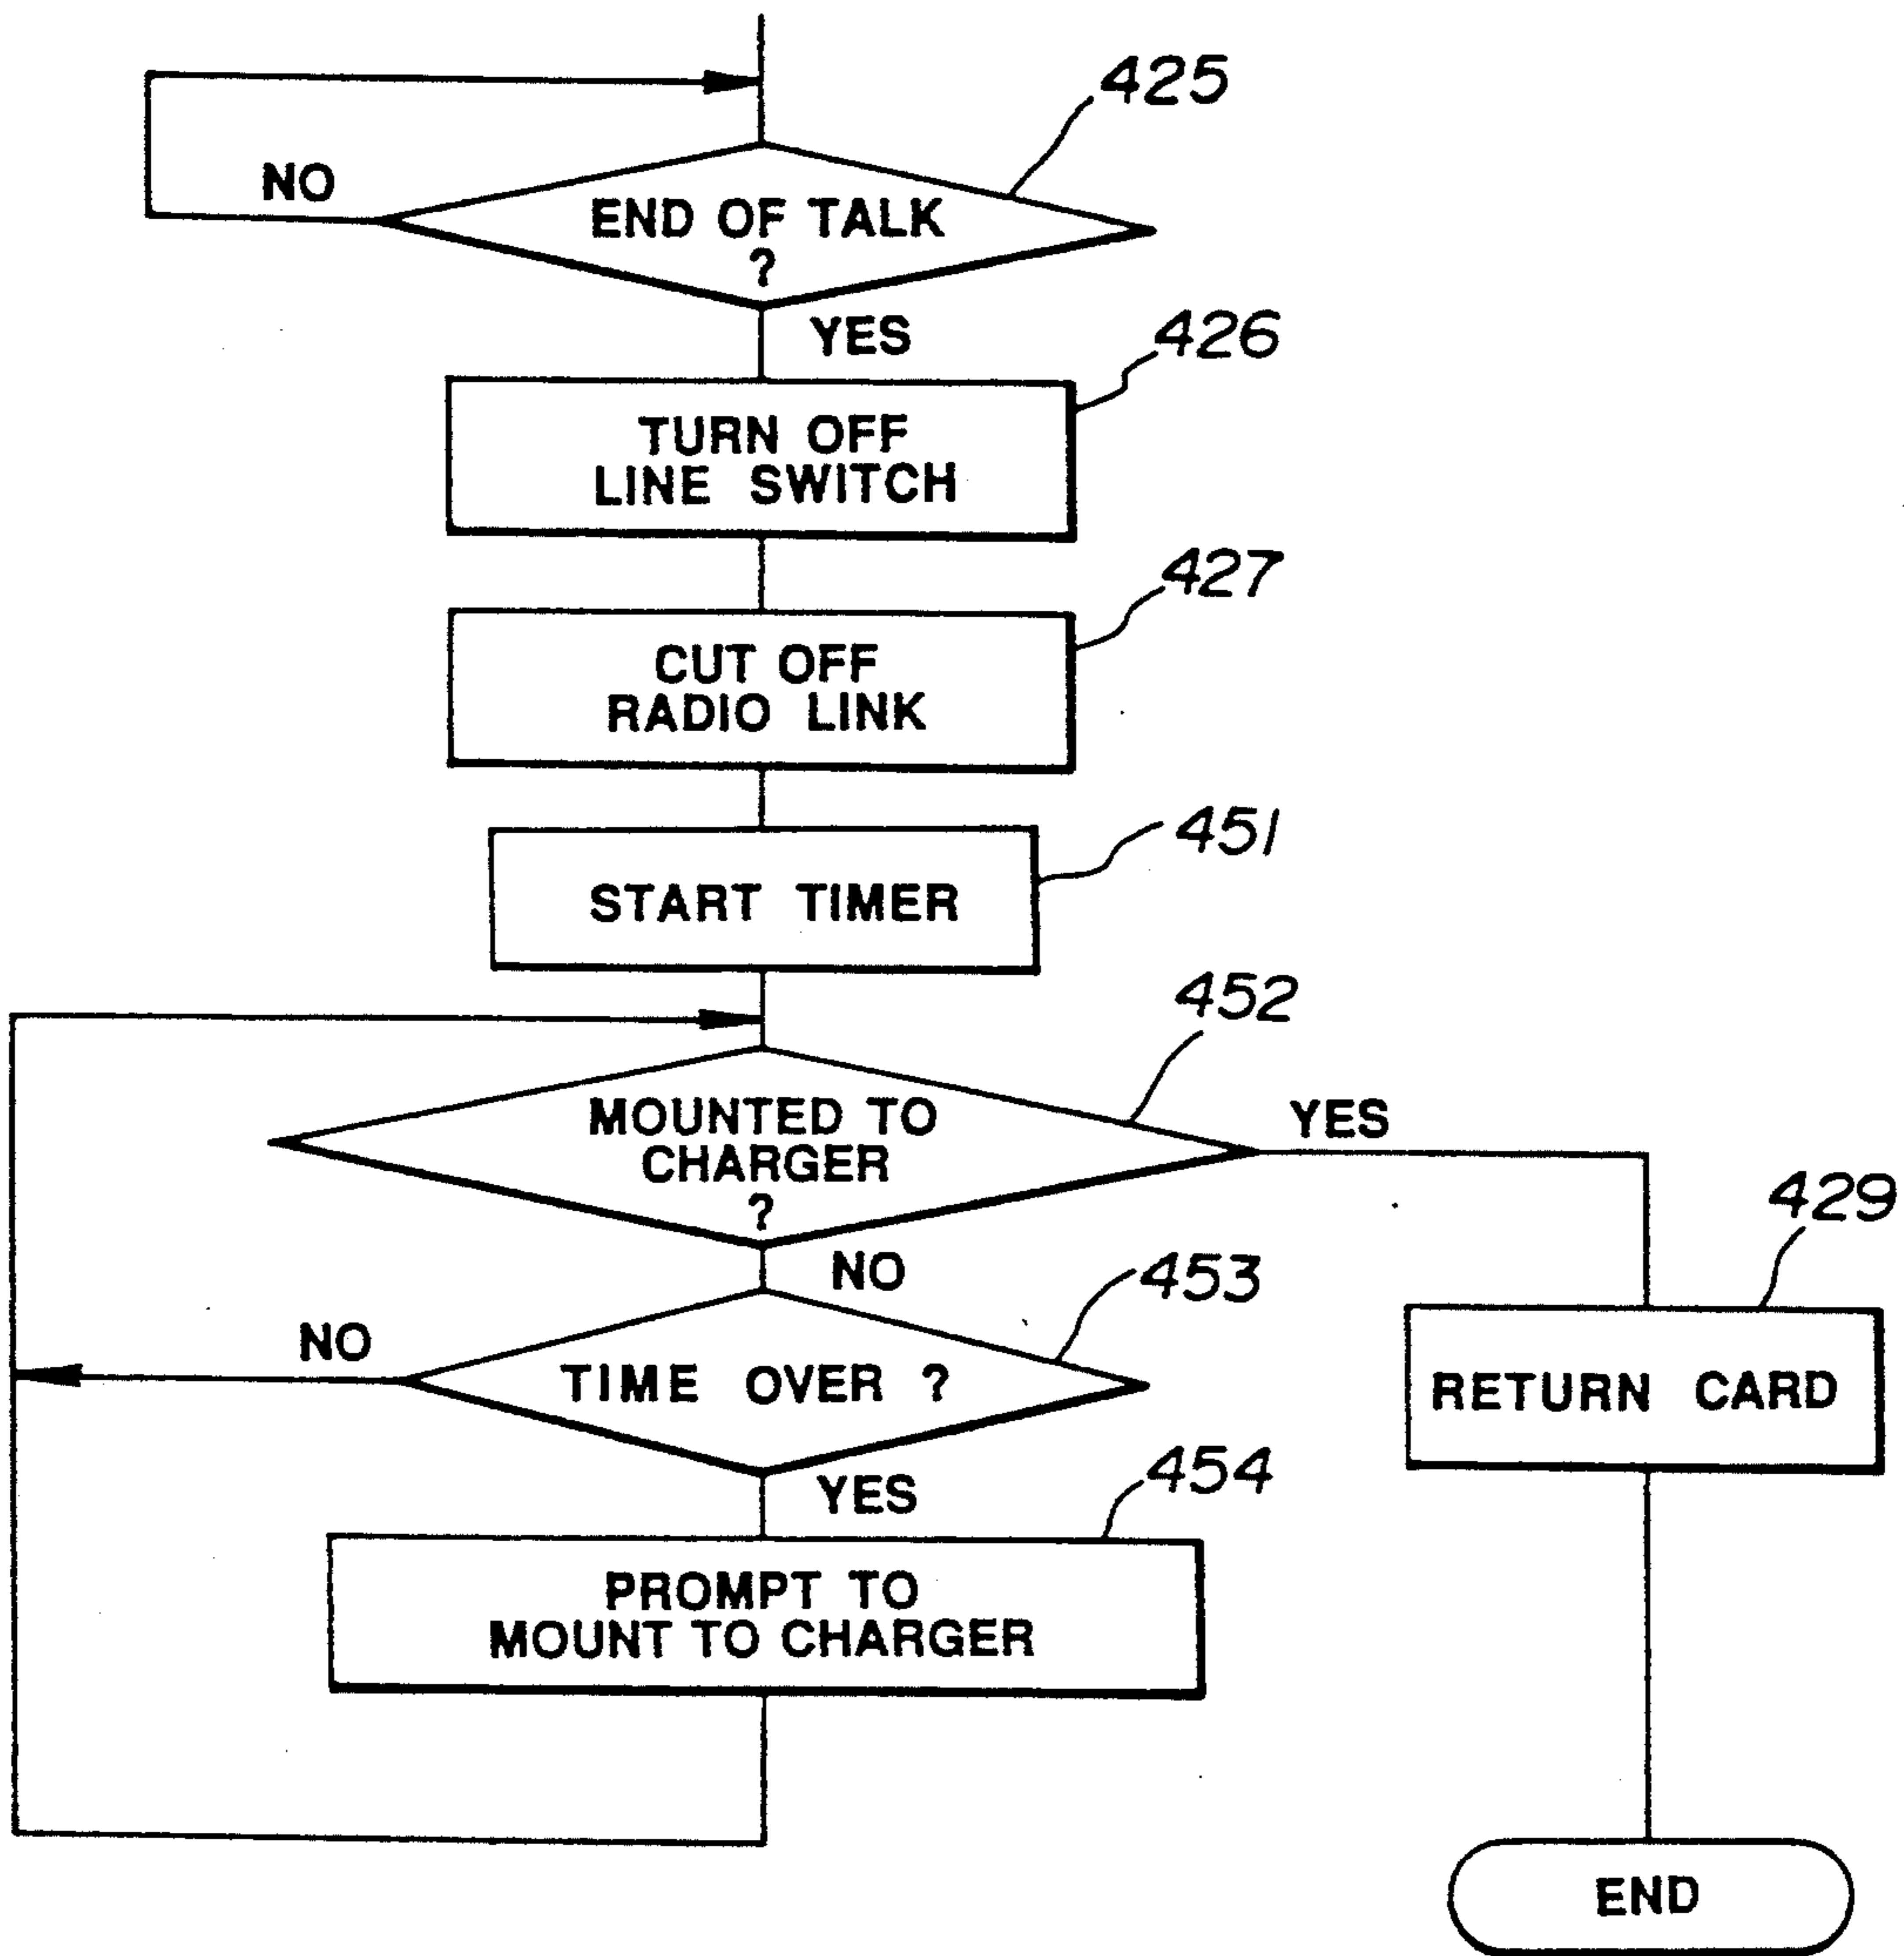 425
NO
END OF TALK
?
YES
426
TURN OFF
LINE SWITCH
427
CUT OFF
RADIO LINK
451
START TIMER
452
MOUNTED TO
CHARGER
?
YES
429
NO
453
NO
TIME OVER ?
RETURN CARD
YES
454
PROMPT TO
MOUNT TO CHARGER
END